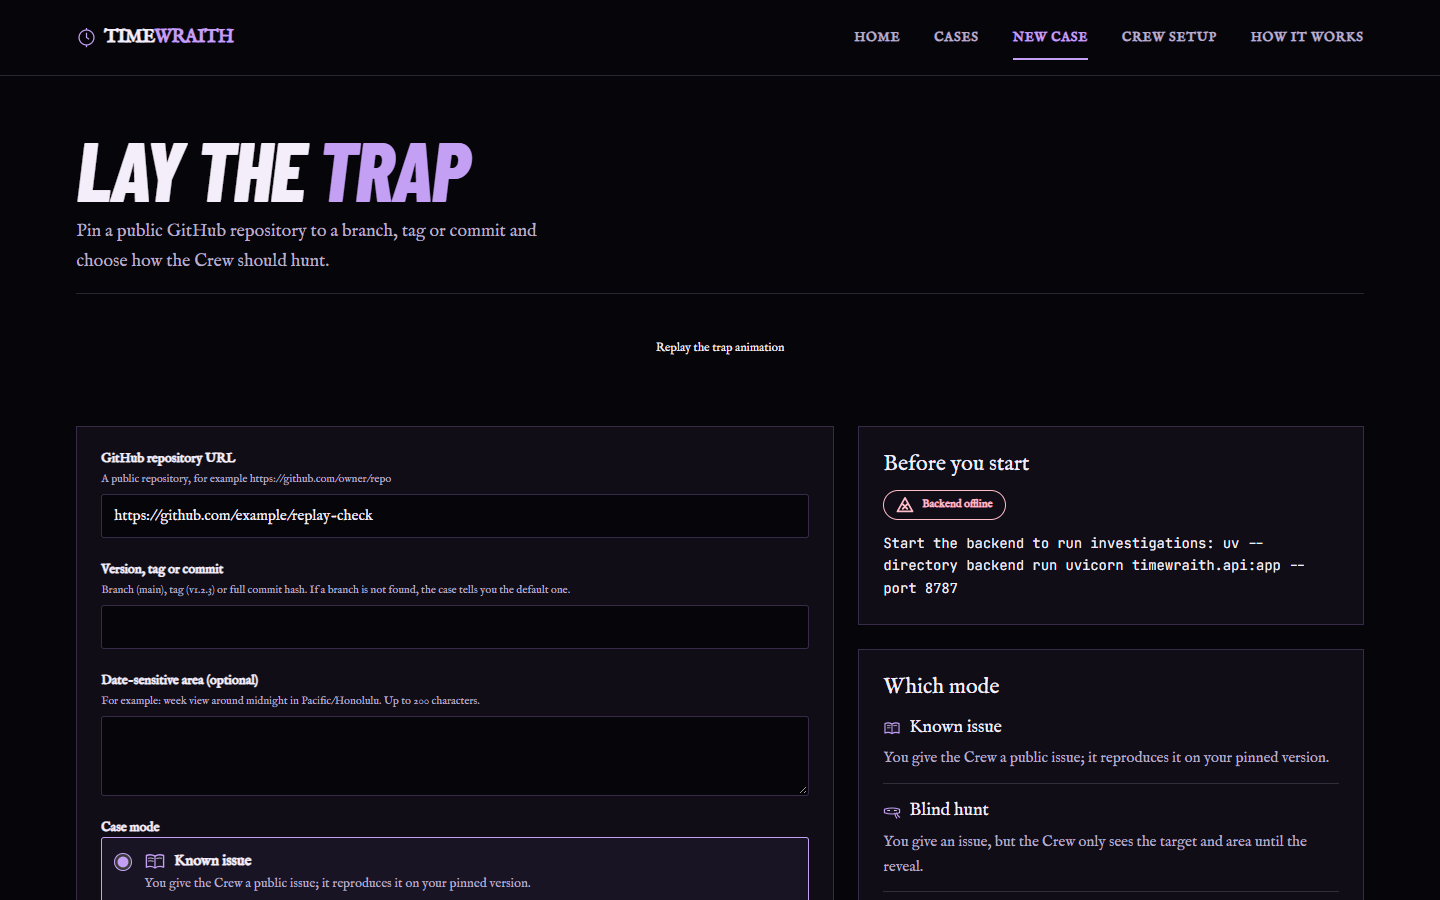 TIMEWRAITH
HOME
CASES
NEW CASE
CREW SETUP
HOW IT WORKS
LAY THE TRAP
Pin a public GitHub repository to a branch, tag or commit and
choose how the Crew should hunt.
Replay the trap animation
GitHub repository URL
A public repository, for example https://github.com/owner/repo
https://github.com/example/replay-check
Version, tag or commit
Branch (main), tag (v1.2.3) or full commit hash. If a branch is not found, the case tells you the default one.
Date-sensitive area (optional)
For example: week view around midnight in Pacific/Honolulu. Up to 200 characters.
Case mode
Known issue
You give the Crew a public issue; it reproduces it on your pinned version.
Before you start
Backend offline
Start the backend to run investigations: uv --
directory backend run uvicorn timewraith.api:app --
port 8787
Which mode
Known issue
You give the Crew a public issue; it reproduces it on your pinned version.
Blind hunt
You give an issue, but the Crew only sees the target and area until the
reveal.